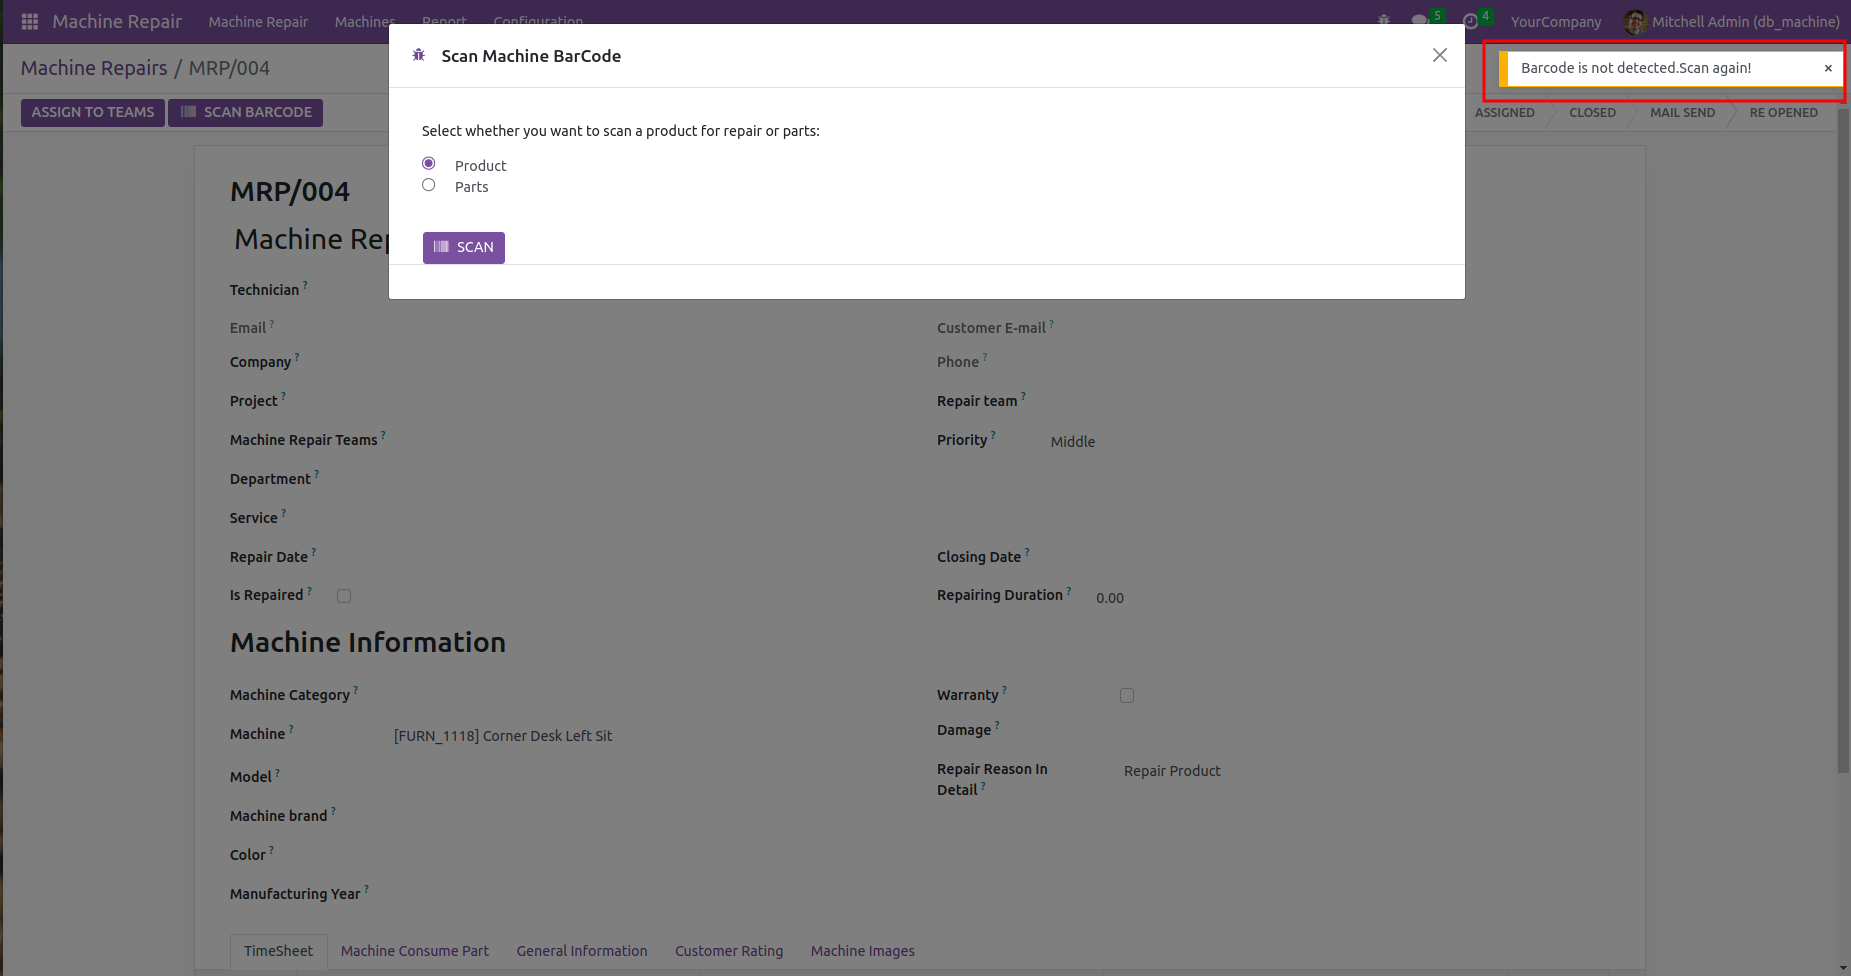 Machine Repair Machine Repair Machines Report Configuration 5 4 YourCompany Mitchell Admin (db_machine)
Scan Machine BarCode
Machine Repairs / MRP/004
Barcode is not detected.Scan again! ×
ASSIGN TO TEAMS SCAN BARCODE
ASSIGNED CLOSED MAIL SEND RE OPENED
Select whether you want to scan a product for repair or parts:
Product
Parts
SCAN
MRP/004
Machine Rep
Technician ?
Email ? Customer E-mail ?
Company ? Phone ?
Project ? Repair team ?
Machine Repair Teams ? Priority ? Middle
Department ?
Service ?
Repair Date ? Closing Date ?
Is Repaired ? Repairing Duration ? 0.00
Machine Information
Machine Category ? Warranty ?
Machine ? [FURN_1118] Corner Desk Left Sit Damage ?
Model ? Repair Reason In
Detail ? Repair Product
Machine brand ?
Color ?
Manufacturing Year ?
TimeSheet Machine Consume Part General Information Customer Rating Machine Images